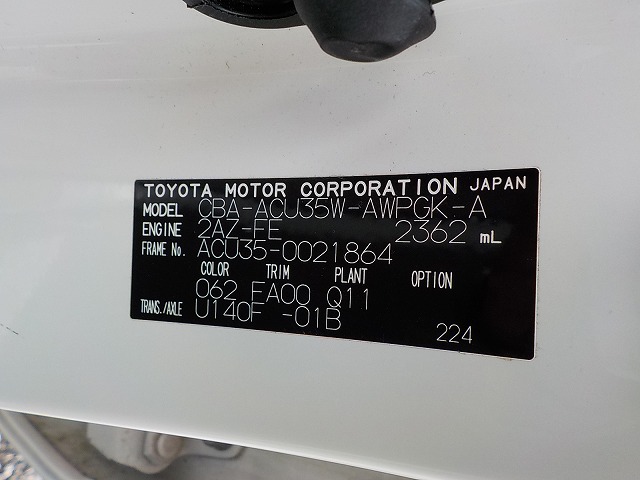 TOYOTA MOTOR CORPORATION JAPAN
MODEL CBA-ACU35W-AWPGK-A
ENGINE 2AZ-FE 2362 mL
FRAME No. ACU35-0021864
COLOR TRIM PLANT OPTION
062 FA00 Q11
TRANS./AXLE U140F -01B
224